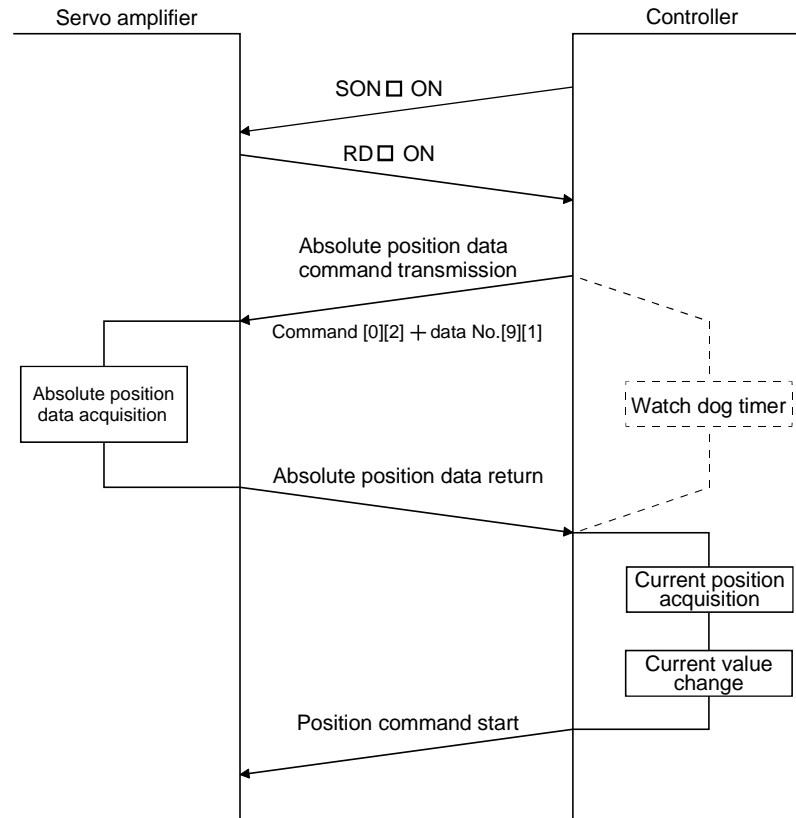 Servo amplifier
Controller
SON□ ON
RD□ ON
Absolute position data
command transmission
Command [0][2] + data No.[9][1]
Absolute position
data acquisition
Watch dog timer
Absolute position data return
Current position
acquisition
Current value
change
Position command start